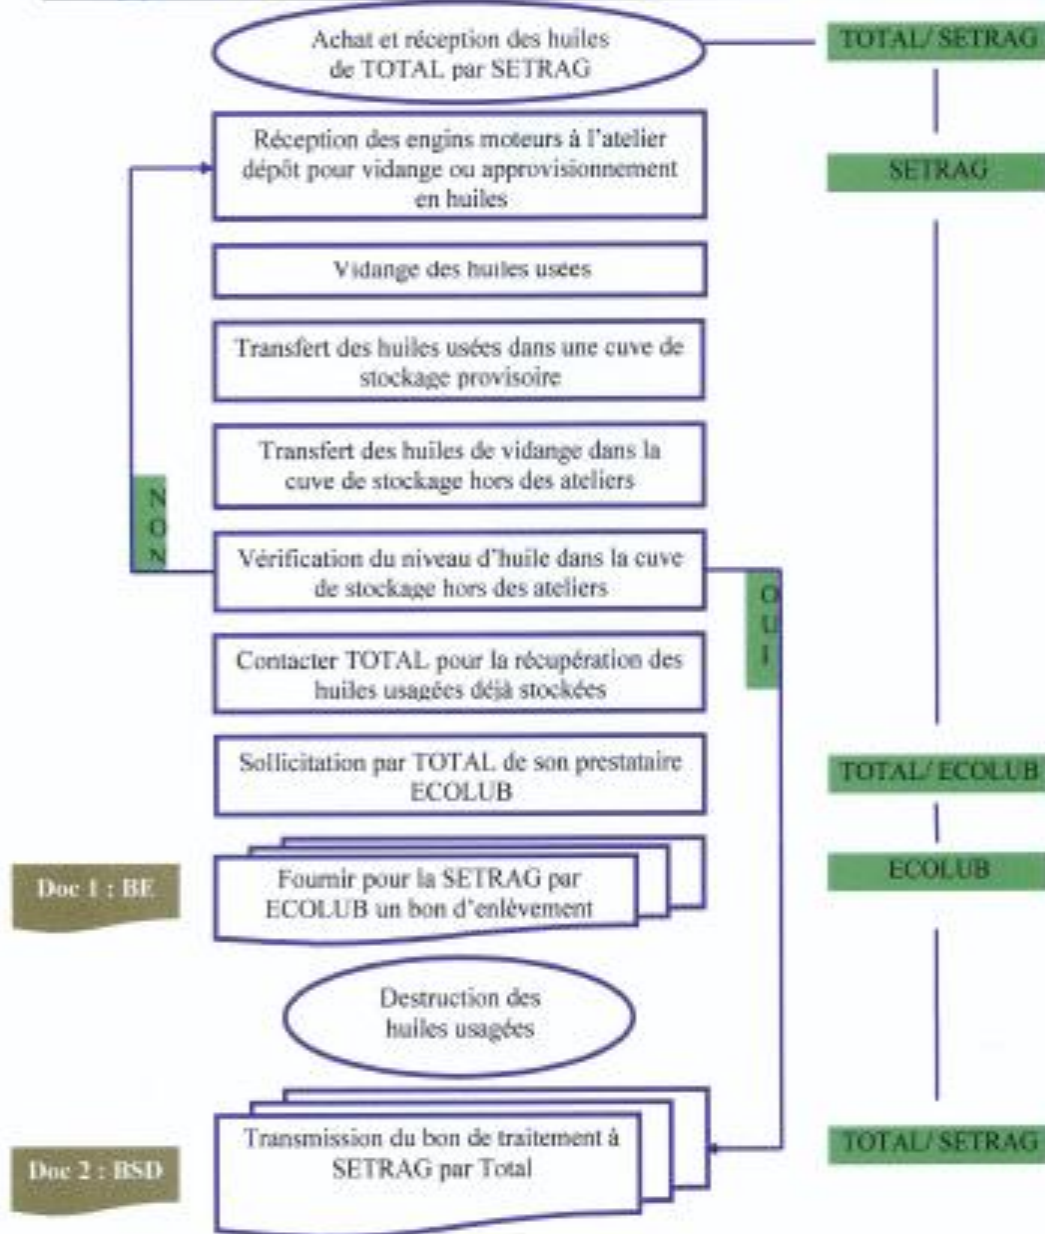 Achat et réception des huiles
de TOTAL par SETRAG
TOTAL/ SETRAG
Réception des engins moteurs à l'atelier
dépôt pour vidange ou approvisionnement
en huiles
SETRAG
Vidange des huiles usées
Transfert des huiles usées dans une cuve de
stockage provisoire
Transfert des huiles de vidange dans la
cuve de stockage hors des ateliers
NON
Vérification du niveau d'huile dans la cuve
de stockage hors des ateliers
OUI
Contacter TOTAL pour la récupération des
huiles usagées déjà stockées
Sollicitation par TOTAL de son prestataire
ECOLUB
TOTAL/ ECOLUB
Doc 1 : BE
Fournir pour la SETRAG par
ECOLUB un bon d'enlèvement
ECOLUB
Destruction des
huiles usagées
Doc 2 : BSD
Transmission du bon de traitement à
SETRAG par Total
TOTAL/ SETRAG